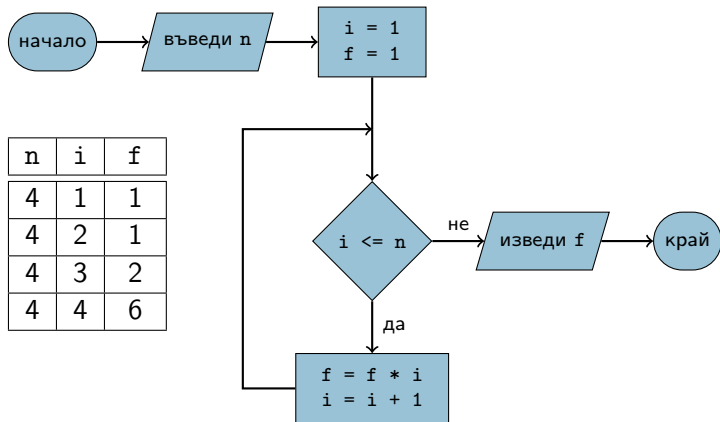 начало
въведи n
i = 1
f = 1
n i f
4 1 1
4 2 1
4 3 2
4 4 6
i <= n
не
изведи f
край
да
f = f * i
i = i + 1